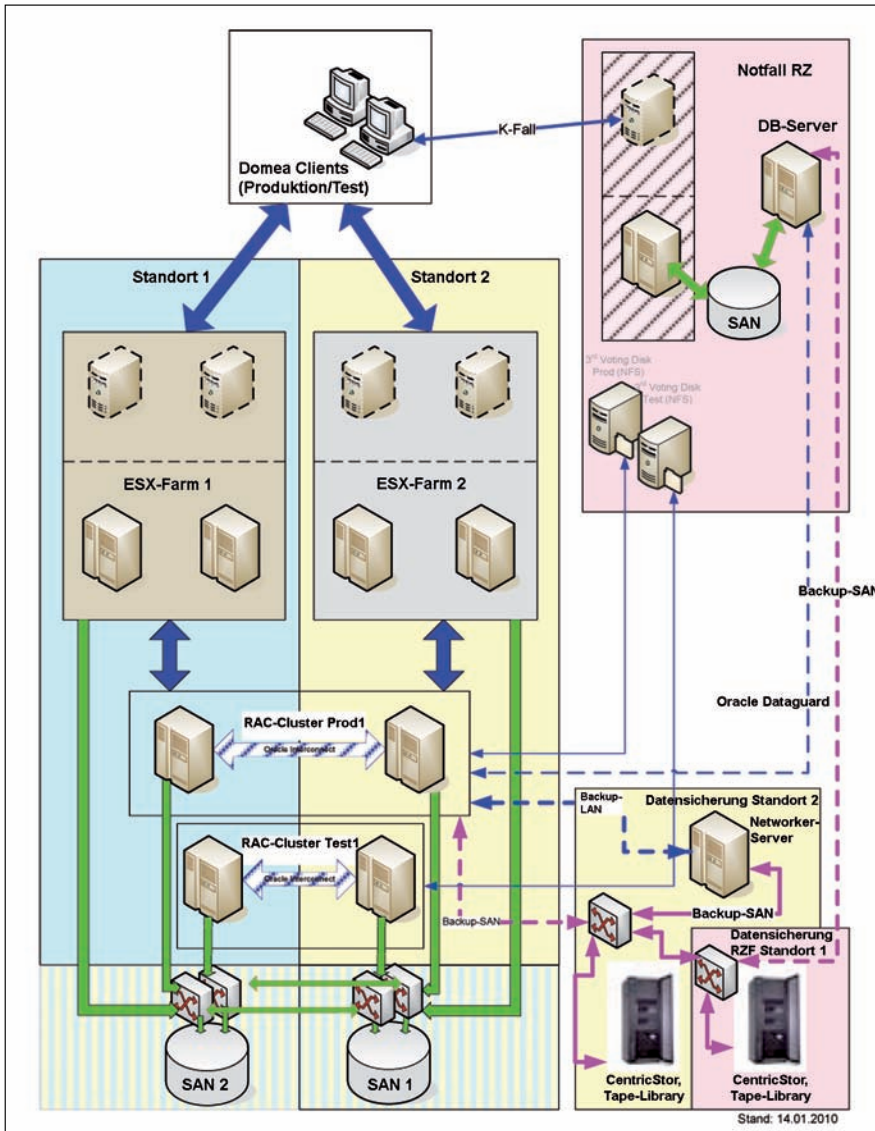 Notfall RZ
DB-Server
K-Fall
Domea Clients
(Produktion/Test)
Standort 1
Standort 2
SAN
3rd Voting Disk
Prod (NFS)
3rd Voting Disk
Test (NFS)
ESX-Farm 1
ESX-Farm 2
Backup-SAN
Oracle Dataguard
RAC-Cluster Prod1
Oracle Interconnect
Backup-
LAN
Datensicherung Standort 2
Networker-
Server
RAC-Cluster Test1
Oracle Interconnect
Backup-SAN
Backup-SAN
Datensicherung
RZF Standort 1
SAN 2
SAN 1
CentricStor,
Tape-Library
CentricStor,
Tape-Library
Stand: 14.01.2010